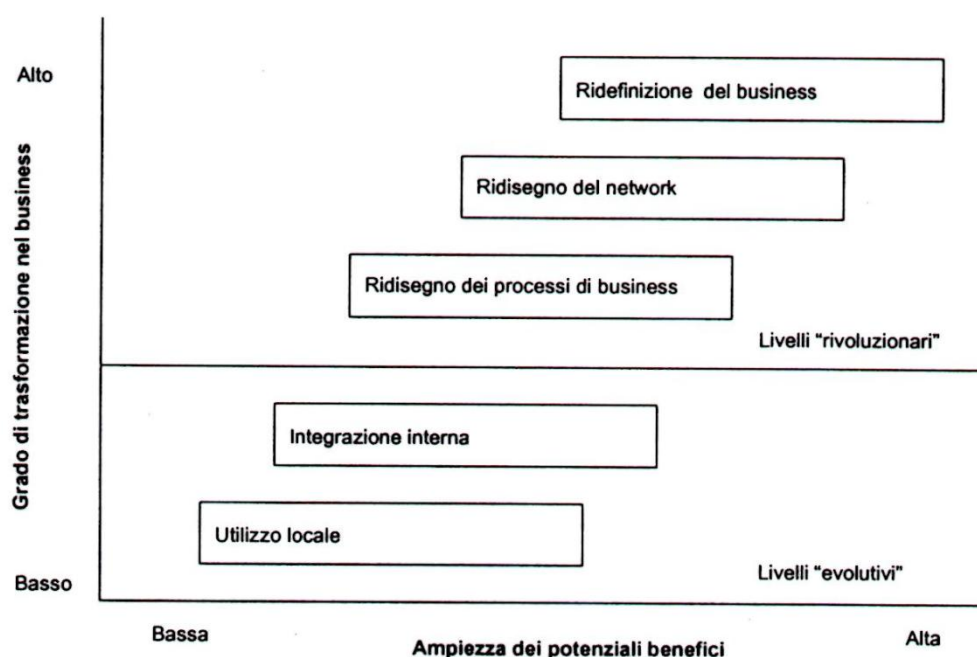 Alto
Ridefinizione del business
Ridisegno del network
Ridisegno dei processi di business
Livelli "rivoluzionari"
Grado di trasformazione nel business
Integrazione interna
Utilizzo locale
Livelli "evolutivi"
Basso
Bassa
Ampiezza dei potenziali benefici
Alta